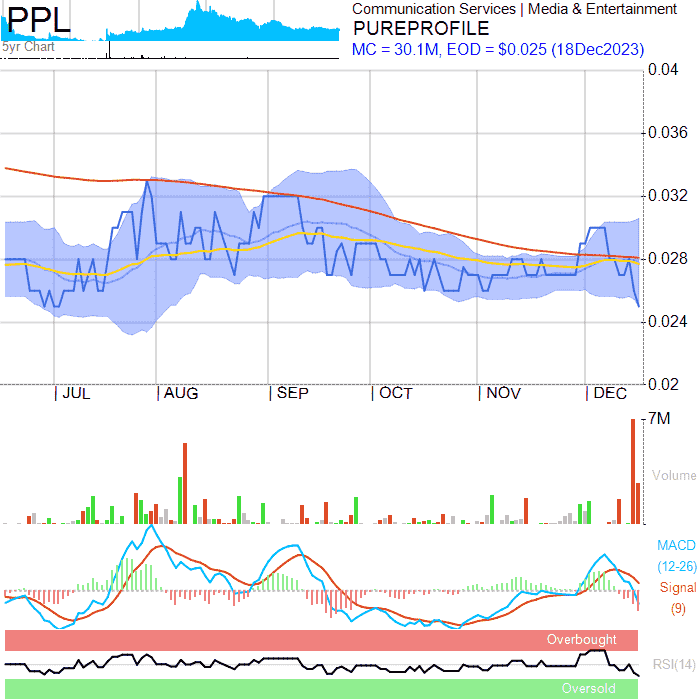 PPL
5yr Chart
Communication Services | Media & Entertainment
PUREPROFILE
MC = 30.1M, EOD = $0.025 (18Dec2023)
0.04
0.036
0.032
0.028
0.024
0.02
JUL
AUG
SEP
OCT
NOV
DEC
7M
Volume
MACD
(12-26)
Signal
(9)
Overbought
RSI(14)
Oversold